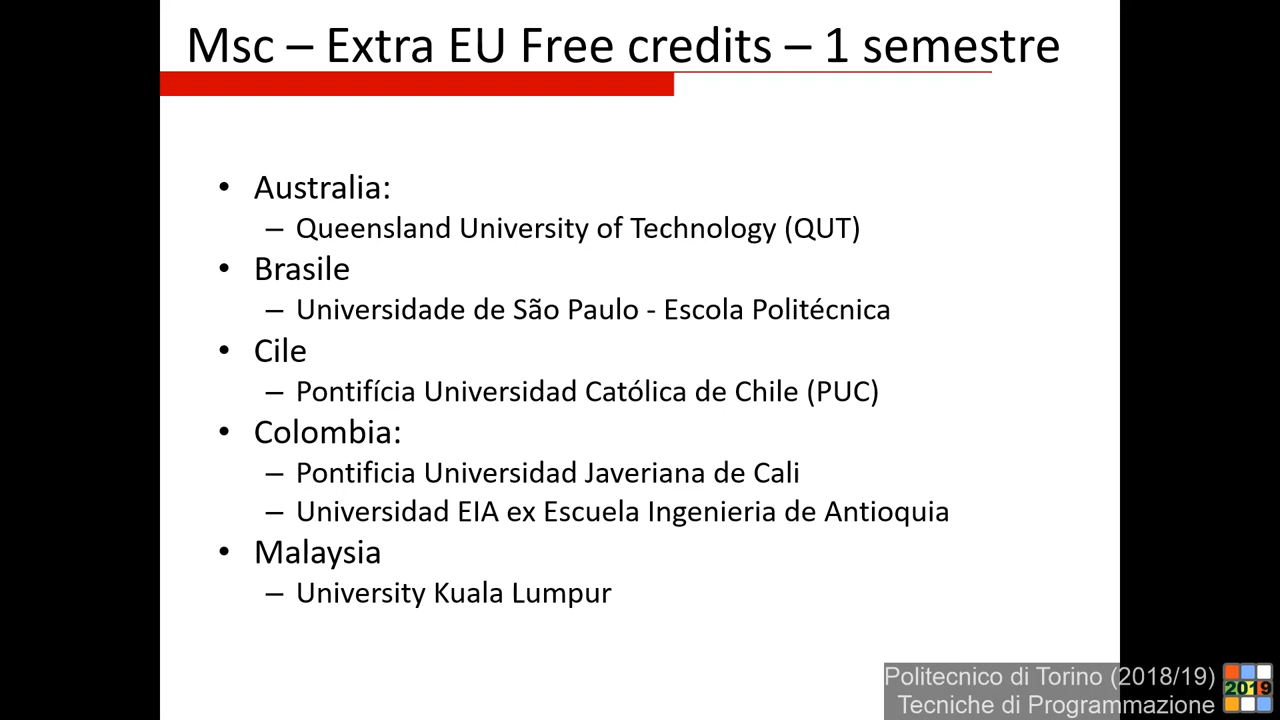 Msc – Extra EU Free credits – 1 semestre
• Australia:
– Queensland University of Technology (QUT)
• Brasile
– Universidade de São Paulo - Escola Politécnica
• Cile
– Pontifícia Universidad Católica de Chile (PUC)
• Colombia:
– Pontificia Universidad Javeriana de Cali
– Universidad EIA ex Escuela Ingenieria de Antioquia
• Malaysia
– University Kuala Lumpur
Politecnico di Torino (2018/19)
Tecniche di Programmazione
2019